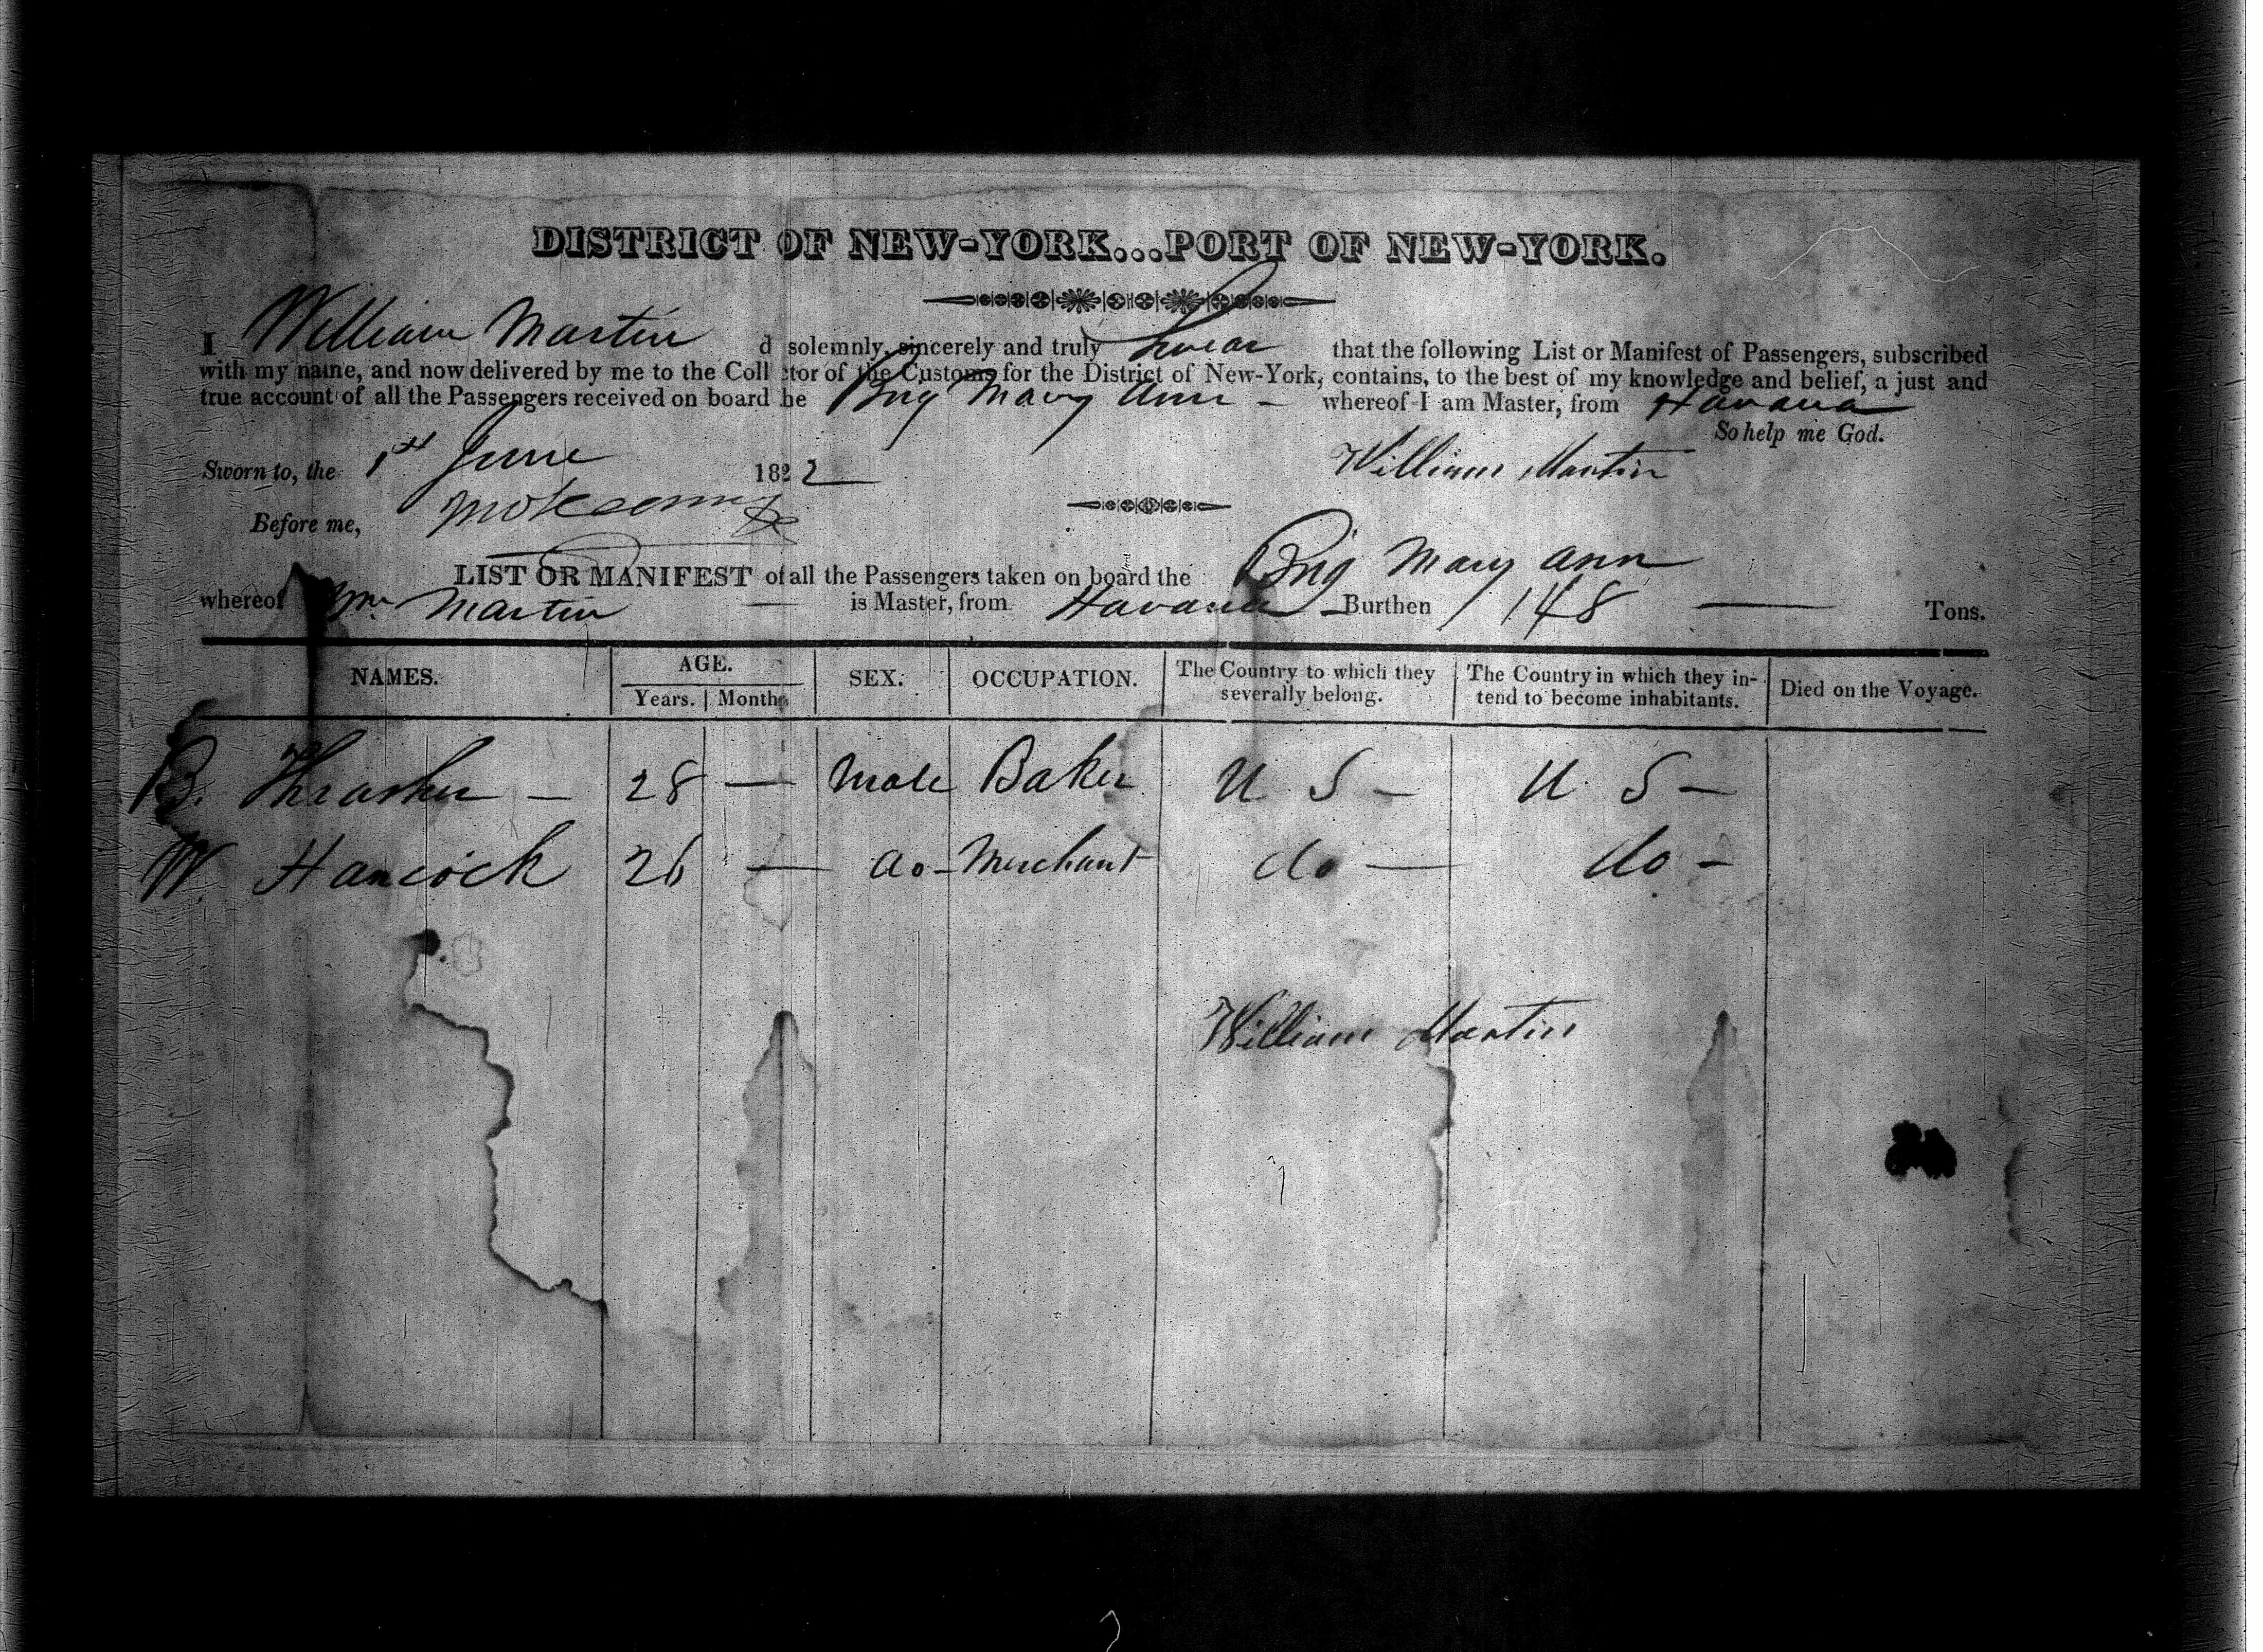 DISTRICT OF NEW-YORK...PORT OF NEW-YORK.
I William Martin d solemnly, sincerely and truly swear that the following List or Manifest of Passengers, subscribed
with my name, and now delivered by me to the Coll ctor of the Customs for the District of New-York, contains, to the best of my knowledge and belief, a just and
true account of all the Passengers received on board he Brig Mary Ann - whereof I am Master, from Havana
So help me God.
Sworn to, the 1st June 1822 William Martin
Before me,
LIST OR MANIFEST of all the Passengers taken on board the Brig Mary Ann
whereof Wm Martin — is Master, from Havana Burthen 148 — Tons.
NAMES. AGE. SEX. OCCUPATION. The Country to which they severally belong. The Country in which they in-tend to become inhabitants. Died on the Voyage.
Years. Months
B. Thrasher — 28 — Male Baker U S — U S —
W. Hancock 26 — do - Merchant do — do -
William Martin